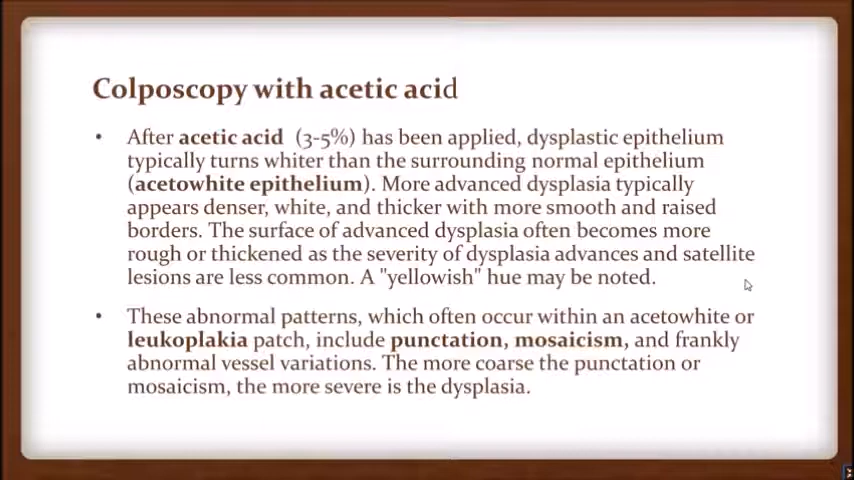 Colposcopy with acetic acid
• After acetic acid (3-5%) has been applied, dysplastic epithelium
typically turns whiter than the surrounding normal epithelium
(acetowhite epithelium). More advanced dysplasia typically
appears denser, white, and thicker with more smooth and raised
borders. The surface of advanced dysplasia often becomes more
rough or thickened as the severity of dysplasia advances and satellite
lesions are less common. A "yellowish" hue may be noted.
• These abnormal patterns, which often occur within an acetowhite or
leukoplakia patch, include punctation, mosaicism, and frankly
abnormal vessel variations. The more coarse the punctation or
mosaicism, the more severe is the dysplasia.